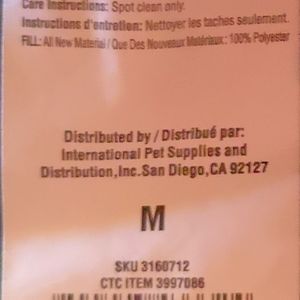 Care Instructions: Spot clean only.
Instructions d'entretien: Nettoyer les taches seulement.
FILL: All New Material / Que Des Nouveaux Matériaux: 100% Polyester
Distributed by / Distribué par:
International Pet Supplies and
Distribution,Inc.San Diego,CA 92127
M
SKU 3160712
CTC ITEM 3997086